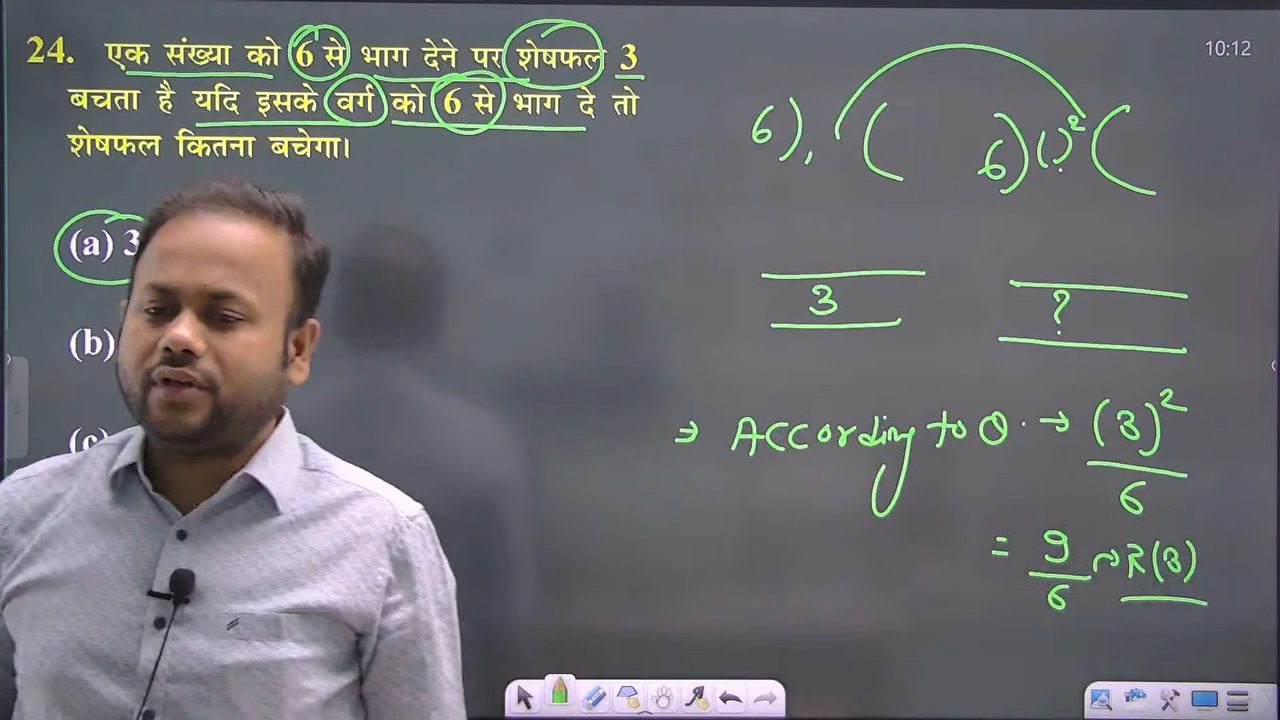 24. एक संख्या को 6 से भाग देने पर शेषफल 3
बचता है यदि इसके वर्ग को 6 से भाग दे तो
शेषफल कितना बचेगा।
(a) 3
(b)
(c)
10:12
6) (
6) ( )² (
3
?
⇒ According to Q. → (3)²
6
= 9
6
~ R(3)